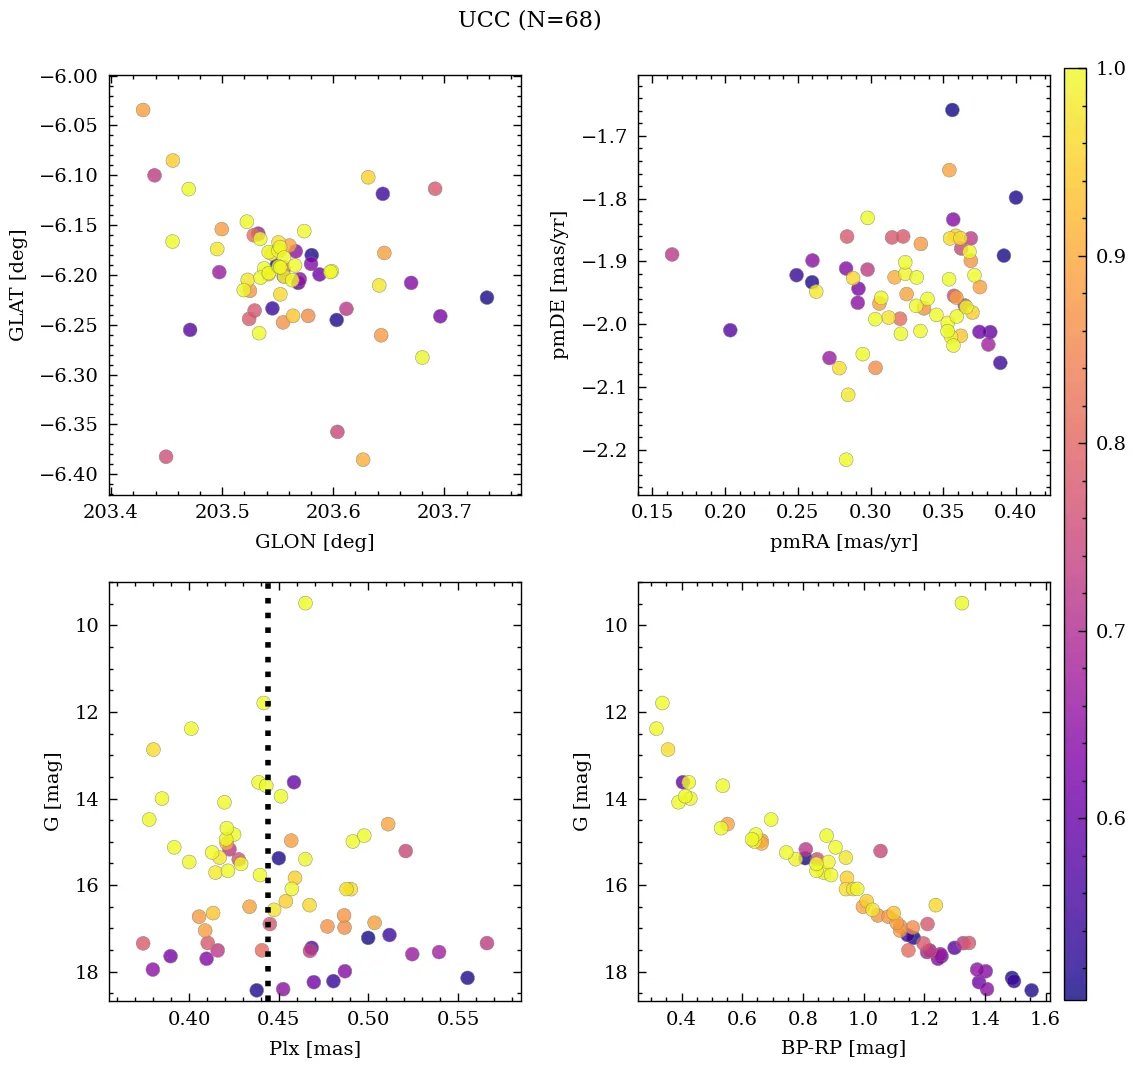 UCC (N=68)
−6.00
−6.05
−6.10
−6.15
−6.20
−6.25
−6.30
−6.35
−6.40
GLAT [deg]
203.4 203.5 203.6 203.7
GLON [deg]
−1.7
−1.8
−1.9
−2.0
−2.1
−2.2
pmDE [mas/yr]
0.15 0.20 0.25 0.30 0.35 0.40
pmRA [mas/yr]
10
12
14
16
18
G [mag]
0.40 0.45 0.50 0.55
Plx [mas]
10
12
14
16
18
G [mag]
0.4 0.6 0.8 1.0 1.2 1.4 1.6
BP-RP [mag]
1.0
0.9
0.8
0.7
0.6